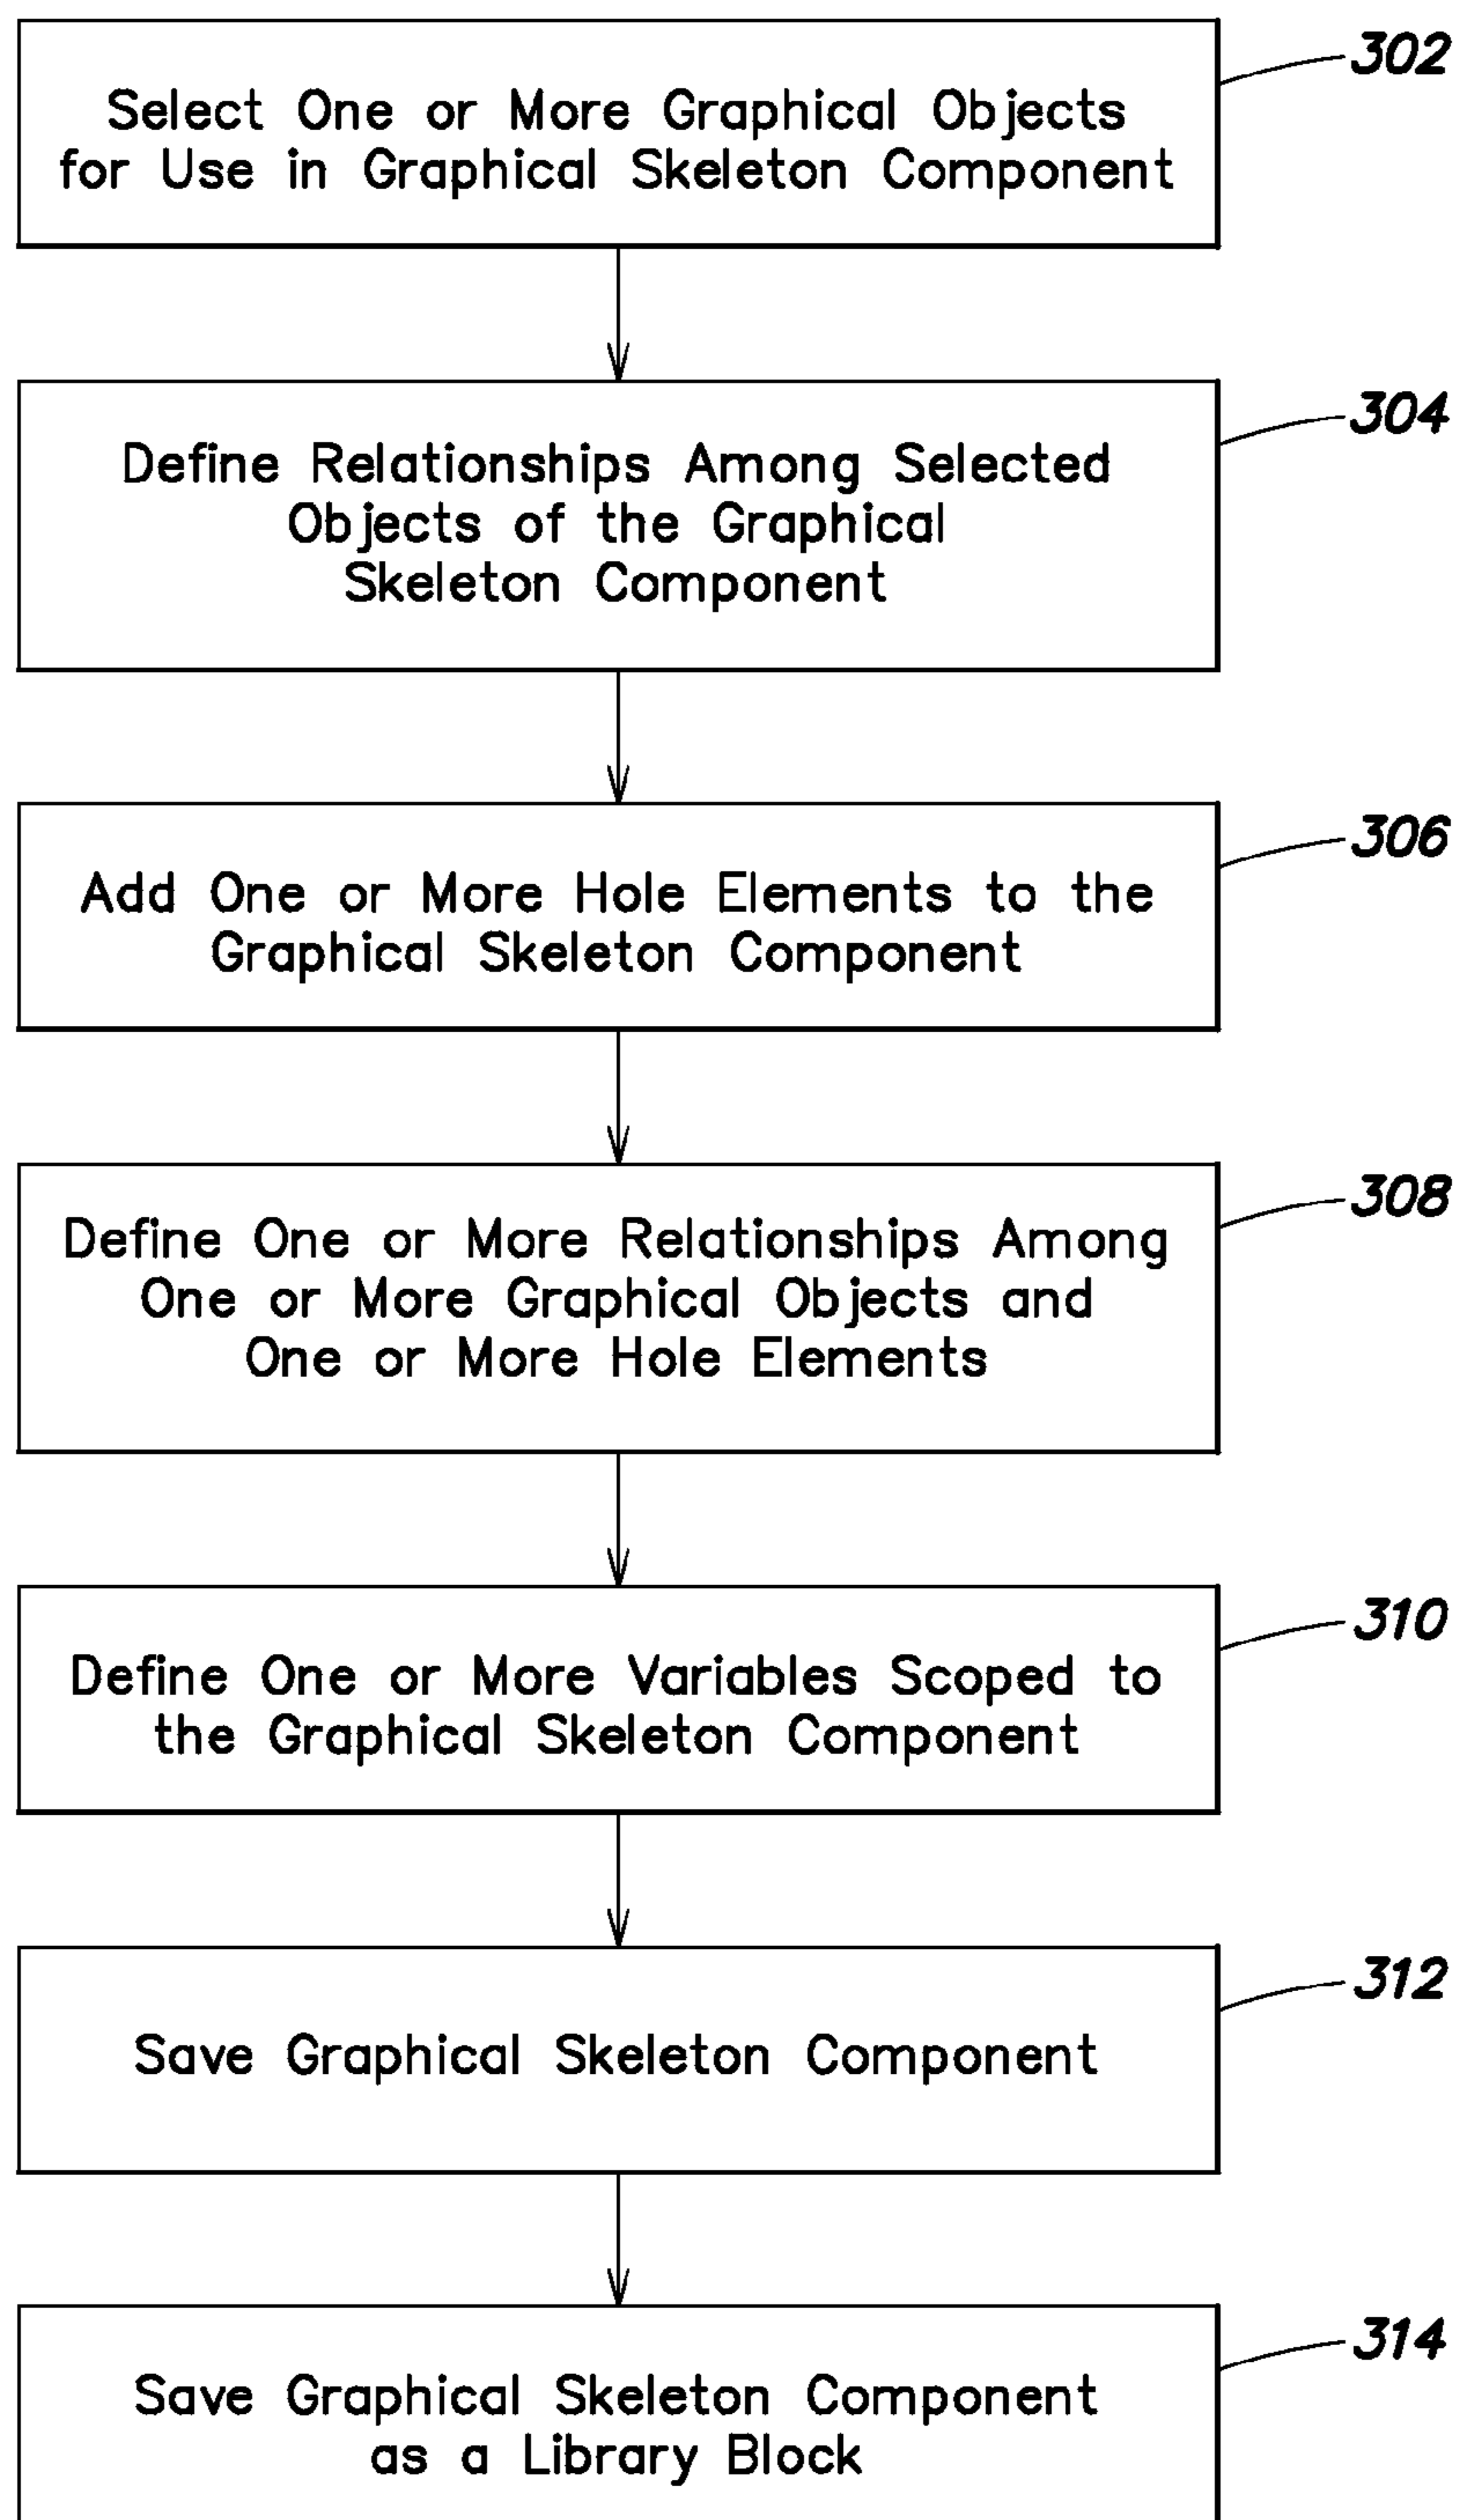 302
Select One or More Graphical Objects
for Use in Graphical Skeleton Component
304
Define Relationships Among Selected
Objects of the Graphical
Skeleton Component
306
Add One or More Hole Elements to the
Graphical Skeleton Component
308
Define One or More Relationships Among
One or More Graphical Objects and
One or More Hole Elements
310
Define One or More Variables Scoped to
the Graphical Skeleton Component
312
Save Graphical Skeleton Component
314
Save Graphical Skeleton Component
as a Library Block